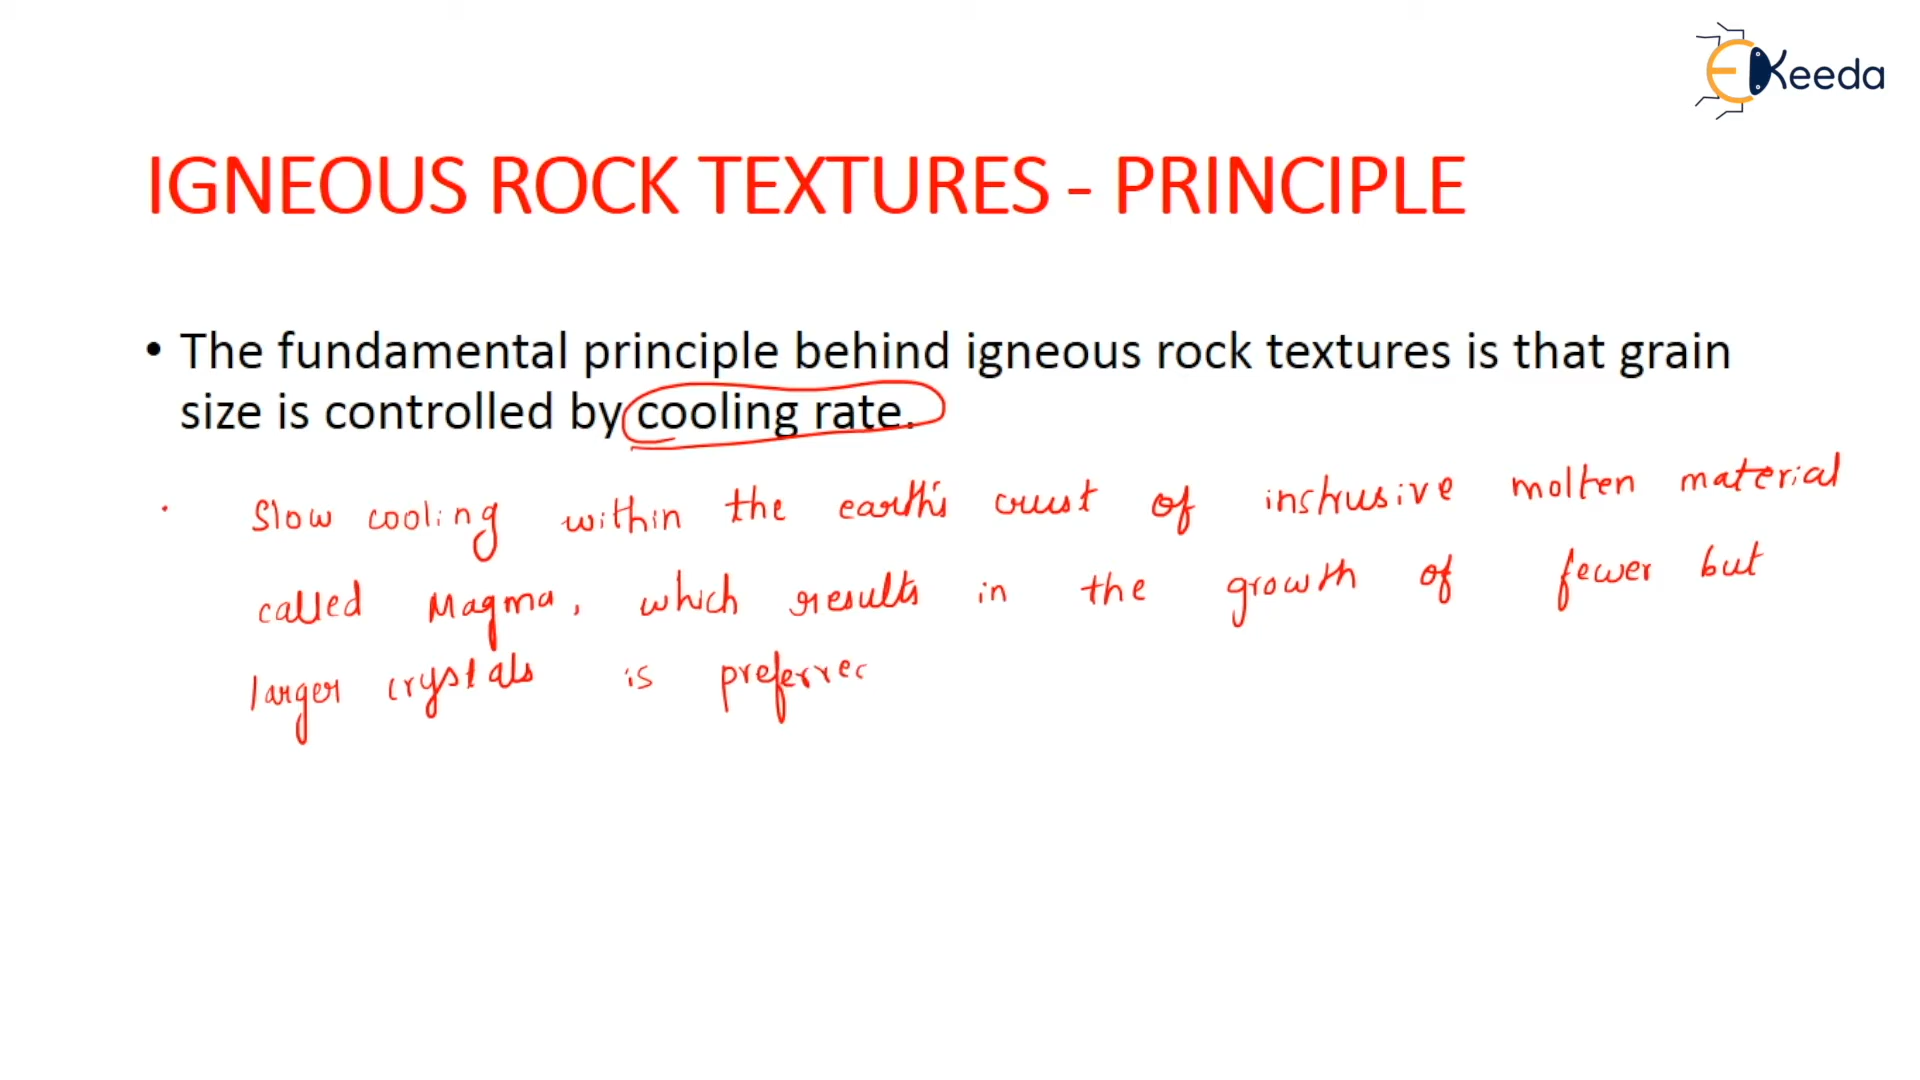 EKeeda
IGNEOUS ROCK TEXTURES - PRINCIPLE
• The fundamental principle behind igneous rock textures is that grain
size is controlled by cooling rate.
· Slow cooling within the earth's crust of instrusive molten material
called Magma, which results in the growth of fewer but
larger crystals is preferrec